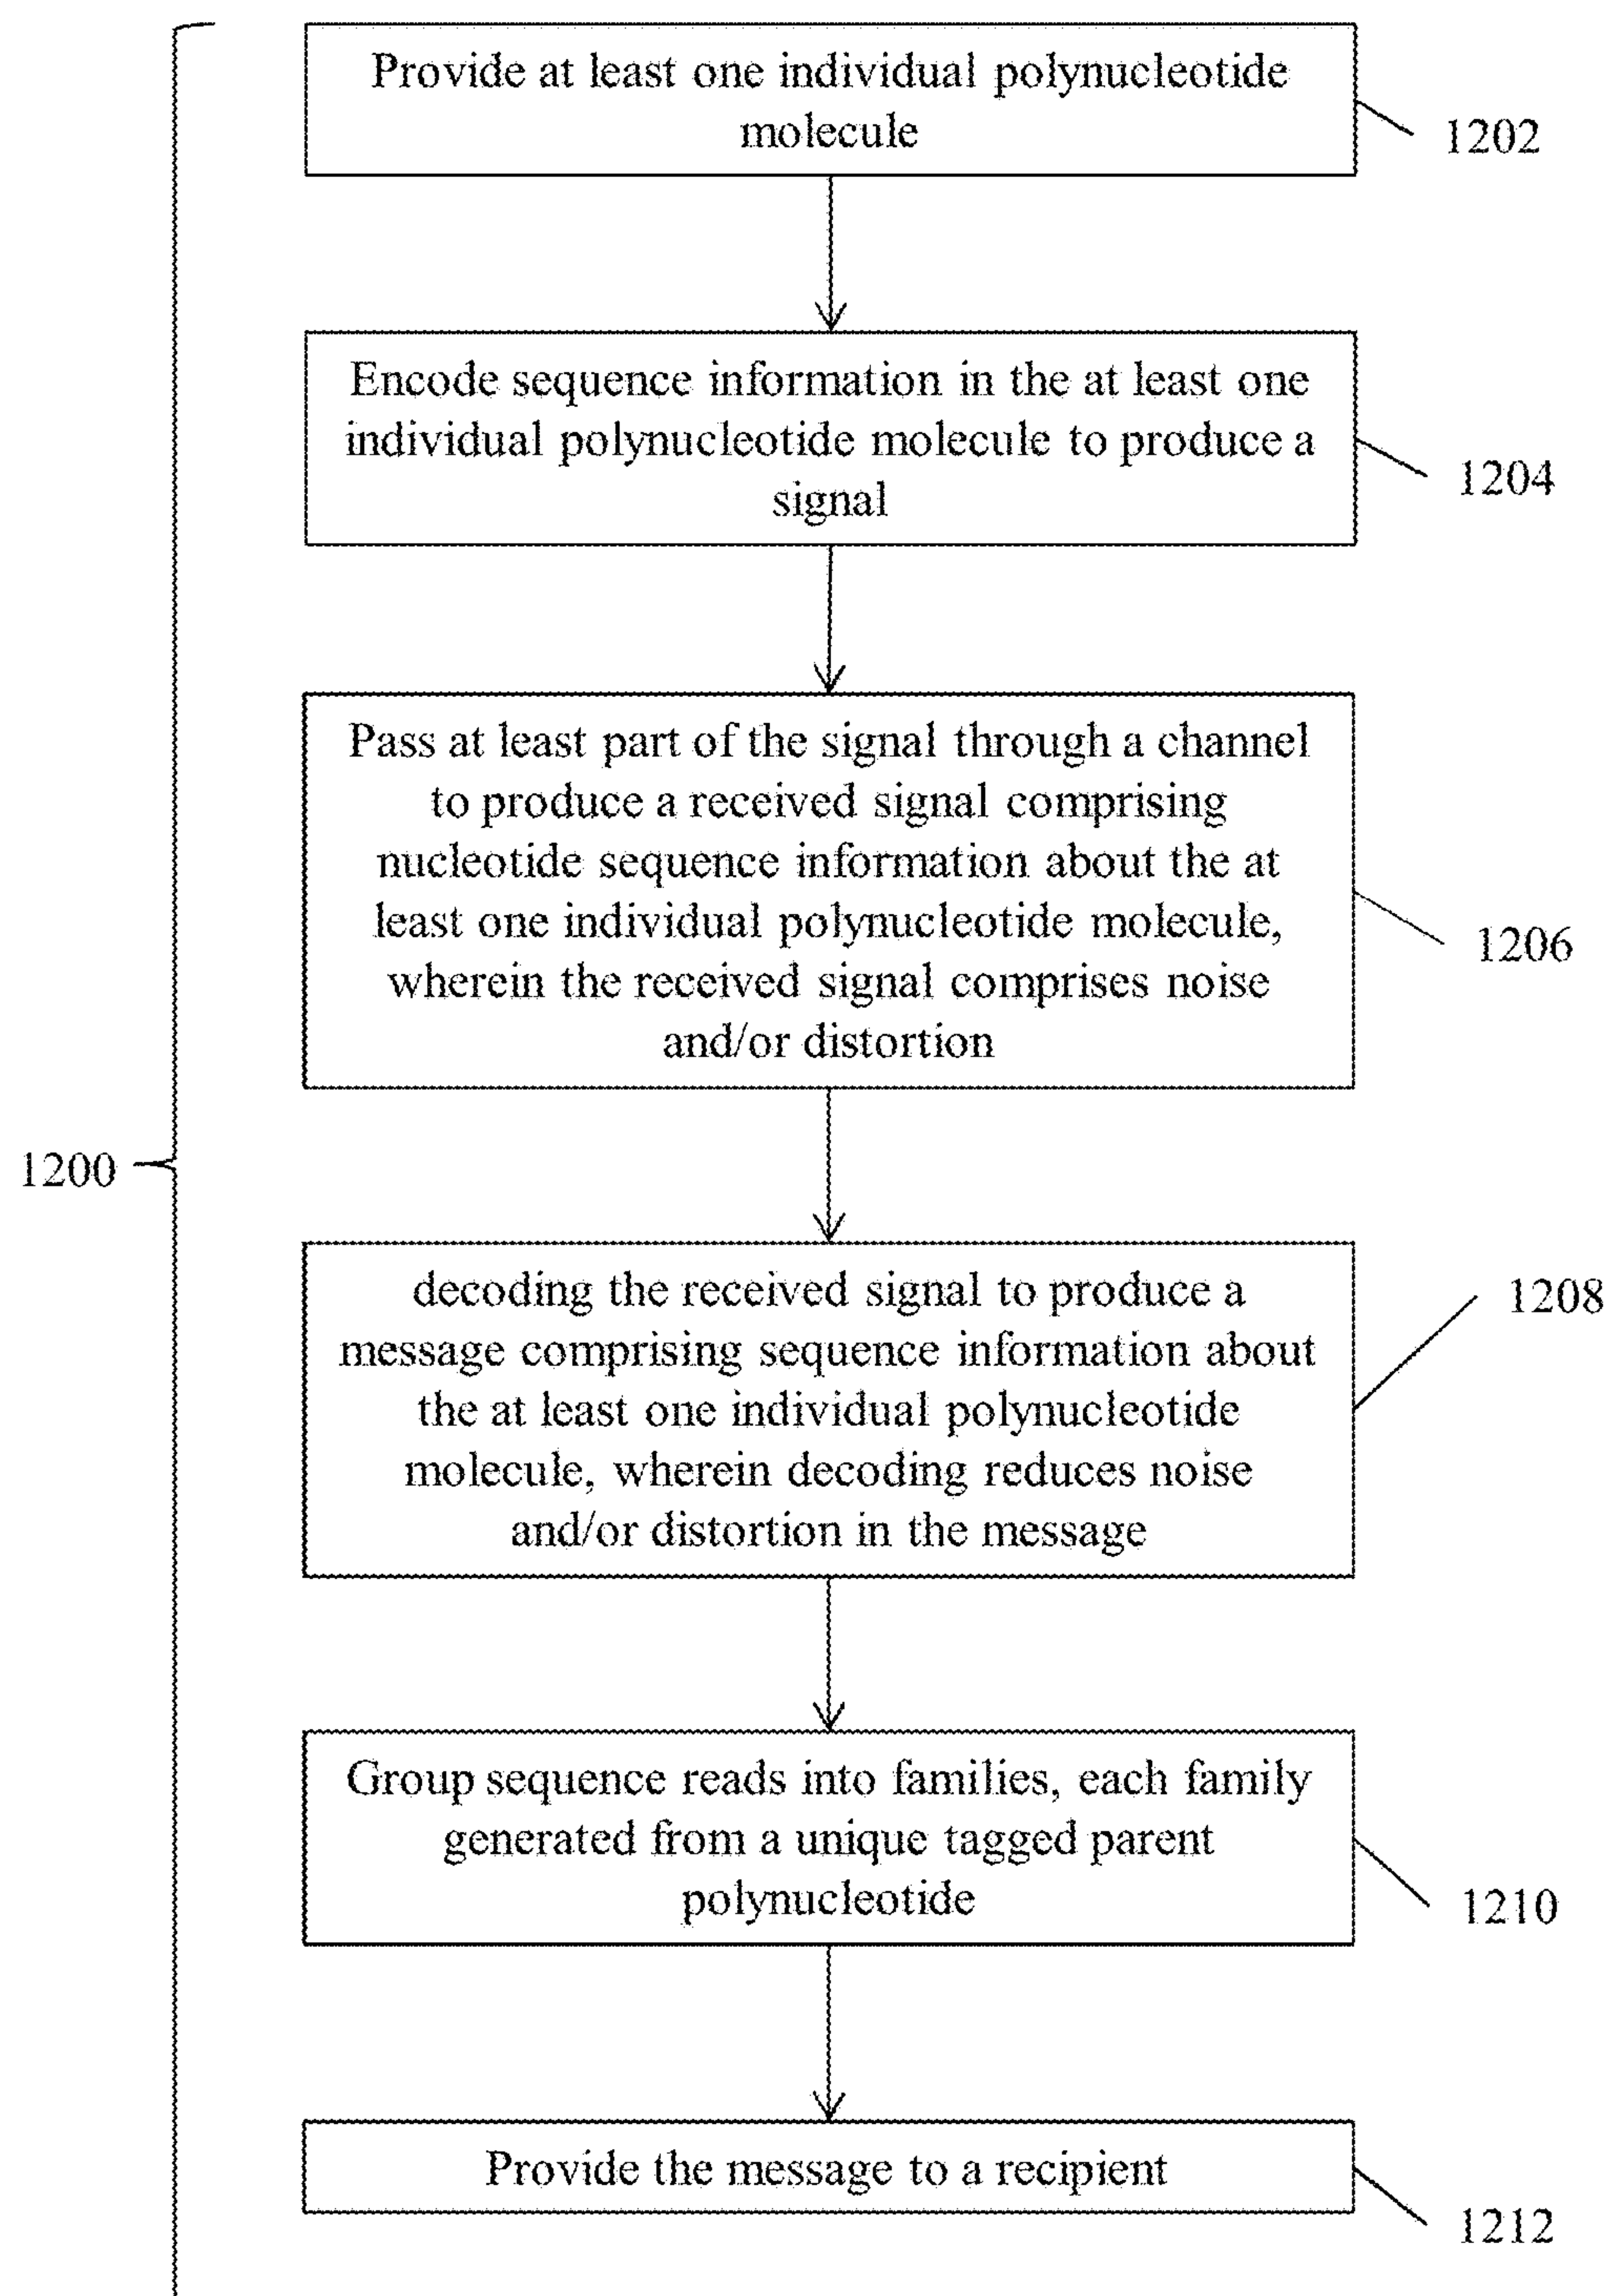 Provide at least one individual polynucleotide
molecule
1202
Encode sequence information in the at least one
individual polynucleotide molecule to produce a
signal
1204
Pass at least part of the signal through a channel
to produce a received signal comprising
nucleotide sequence information about the at
least one individual polynucleotide molecule,
wherein the received signal comprises noise
and/or distortion
1206
1200
decoding the received signal to produce a
message comprising sequence information about
the at least one individual polynucleotide
molecule, wherein decoding reduces noise
and/or distortion in the message
1208
Group sequence reads into families, each family
generated from a unique tagged parent
polynucleotide
1210
Provide the message to a recipient
1212